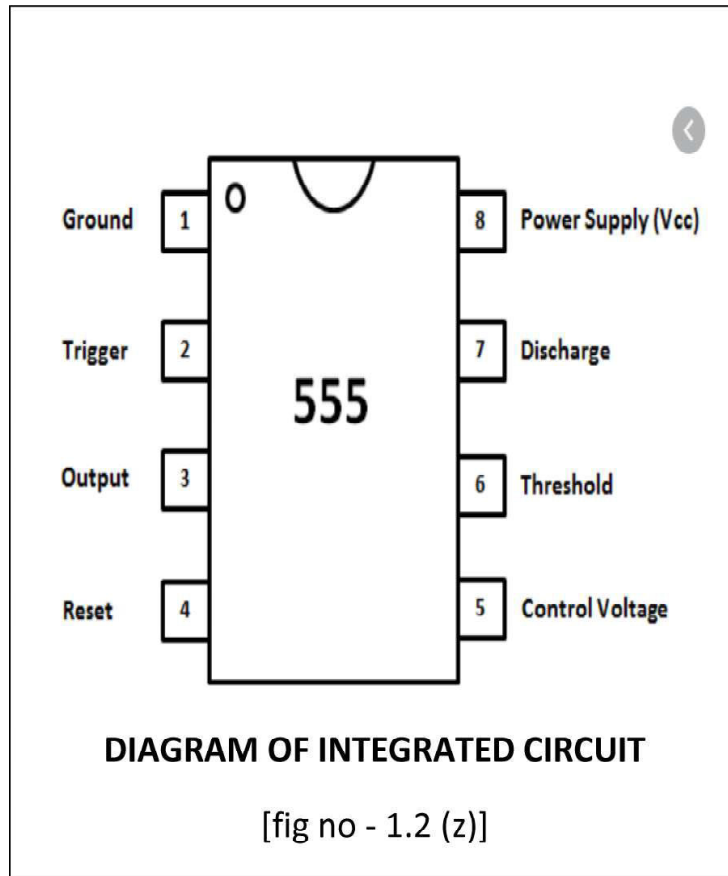 Ground 1 8 Power Supply (Vcc)
Trigger 2 7 Discharge
555
Output 3 6 Threshold
Reset 4 5 Control Voltage
DIAGRAM OF INTEGRATED CIRCUIT
[fig no - 1.2 (z)]